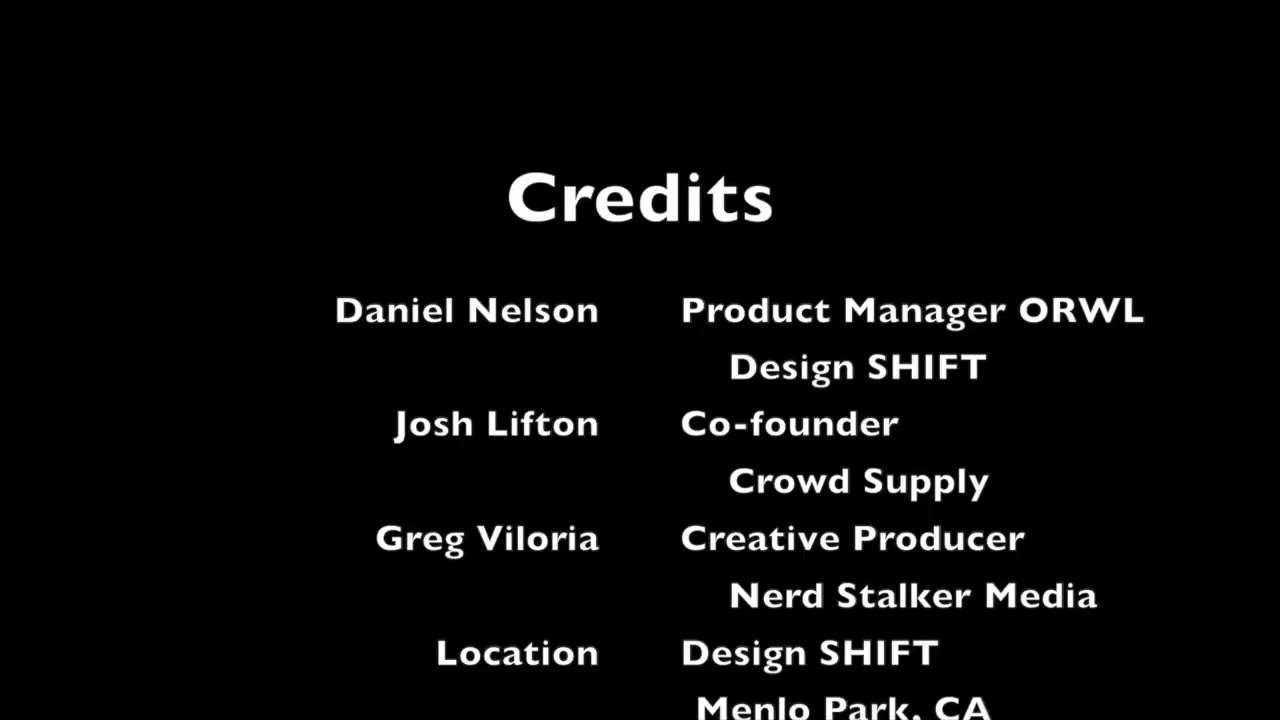 Credits
Daniel Nelson Product Manager ORWL
Design SHIFT
Josh Lifton Co-founder
Crowd Supply
Greg Viloria Creative Producer
Nerd Stalker Media
Location Design SHIFT
Menlo Park, CA